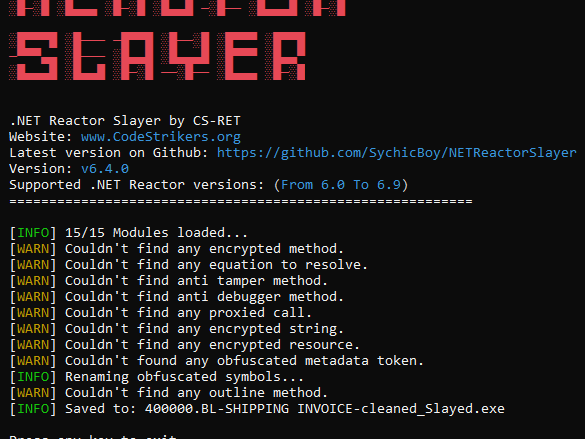 SLAYER
.NET Reactor Slayer by CS-RET
Website: www.CodeStrikers.org
Latest version on Github: https://github.com/SychicBoy/NETReactorSlayer
Version: v6.4.0
Supported .NET Reactor versions: (From 6.0 To 6.9)
==========================================================
[INFO] 15/15 Modules loaded...
[WARN] Couldn't find any encrypted method.
[WARN] Couldn't find any equation to resolve.
[WARN] Couldn't find anti tamper method.
[WARN] Couldn't find anti debugger method.
[WARN] Couldn't find any proxied call.
[WARN] Couldn't find any encrypted string.
[WARN] Couldn't find any encrypted resource.
[WARN] Couldn't found any obfuscated metadata token.
[INFO] Renaming obfuscated symbols...
[WARN] Couldn't find any outline method.
[INFO] Saved to: 400000.BL-SHIPPING INVOICE-cleaned_Slayed.exe
Press any key to exit